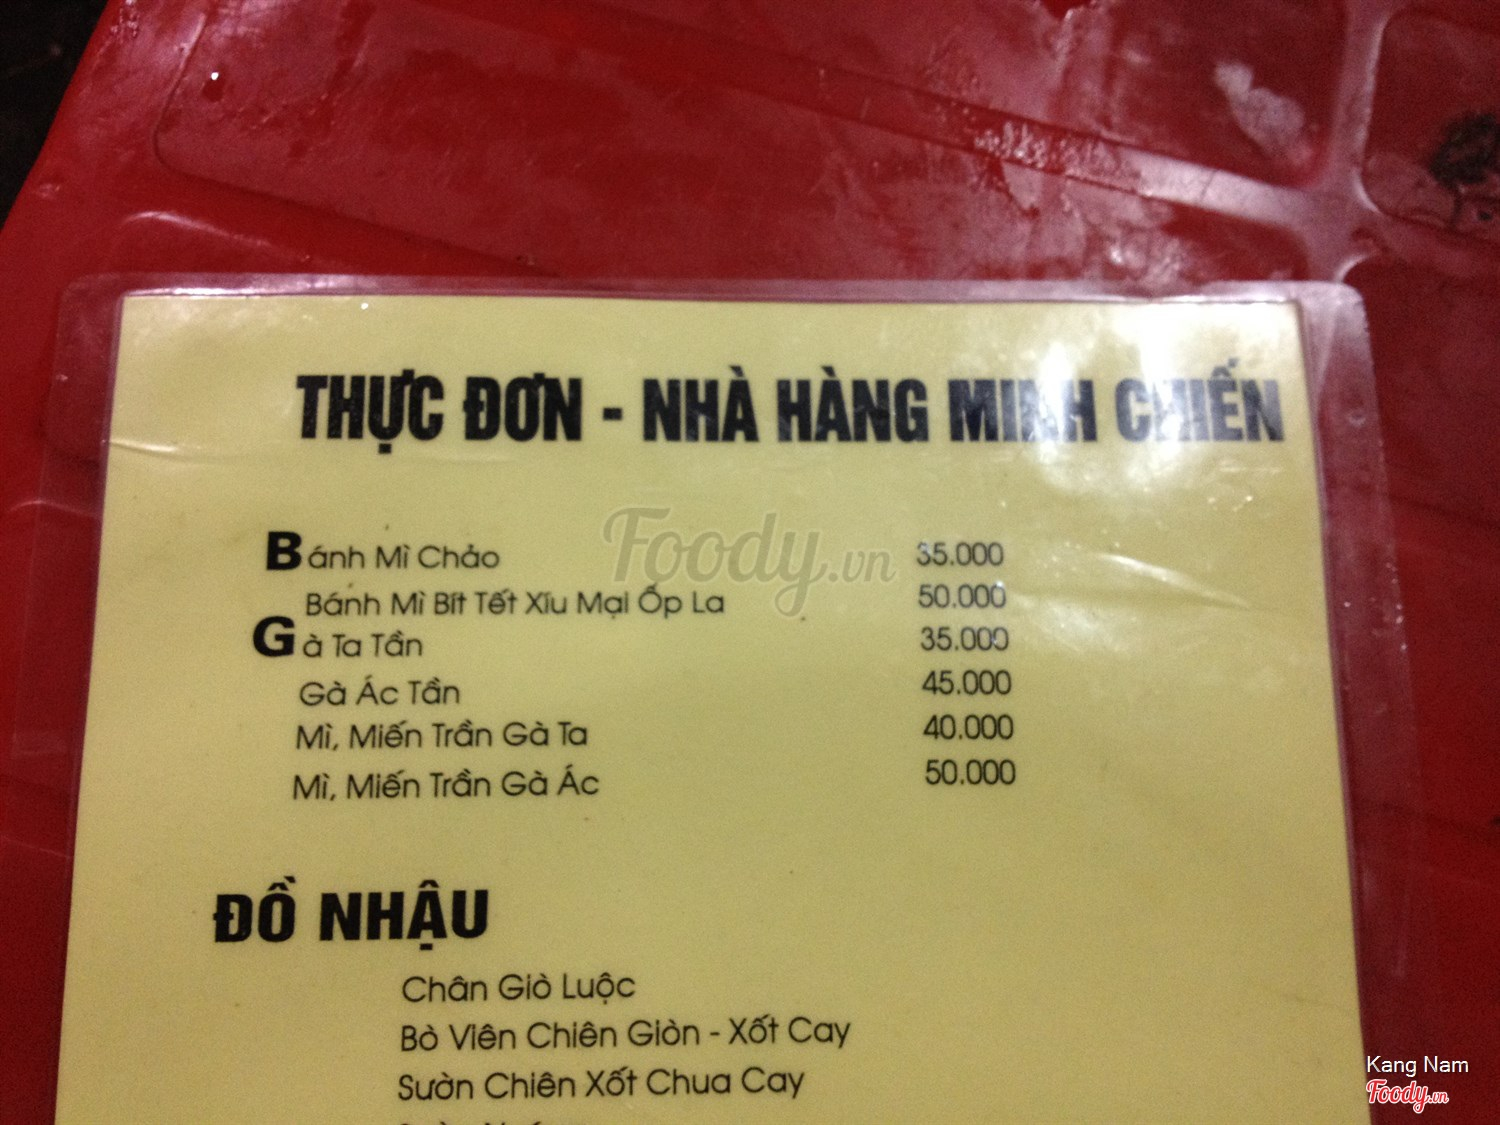 THỰC ĐƠN - NHÀ HÀNG MINH CHIẾN
Bánh Mì Chảo 35.000
Bánh Mì Bít Tết Xíu Mại Ốp La 50.000
Gà Ta Tần 35.000
Gà Ác Tần 45.000
Mì, Miến Trần Gà Ta 40.000
Mì, Miến Trần Gà Ác 50.000
ĐỒ NHẬU
Chân Giò Luộc
Bò Viên Chiên Giòn - Xốt Cay
Sườn Chiên Xốt Chua Cay
Foody.vn
Kang Nam
Foody.vn